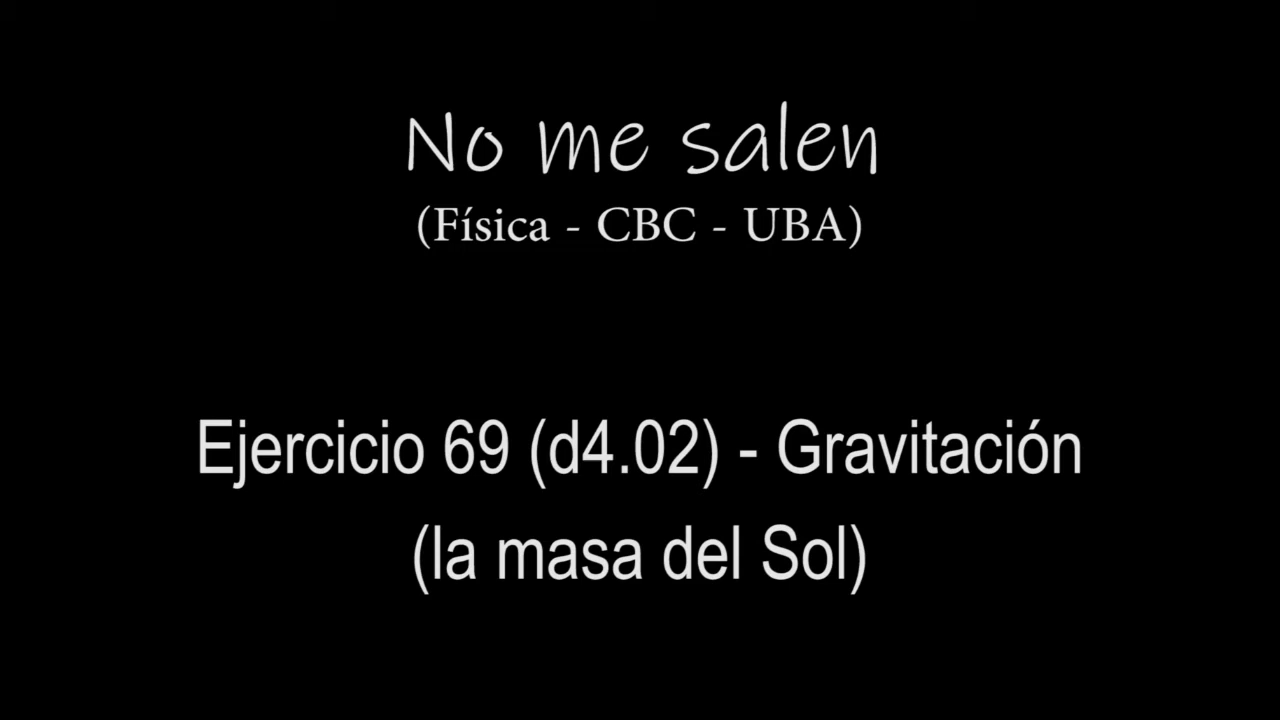 No me salen
(Física - CBC - UBA)
Ejercicio 69 (d4.02) - Gravitación
(la masa del Sol)